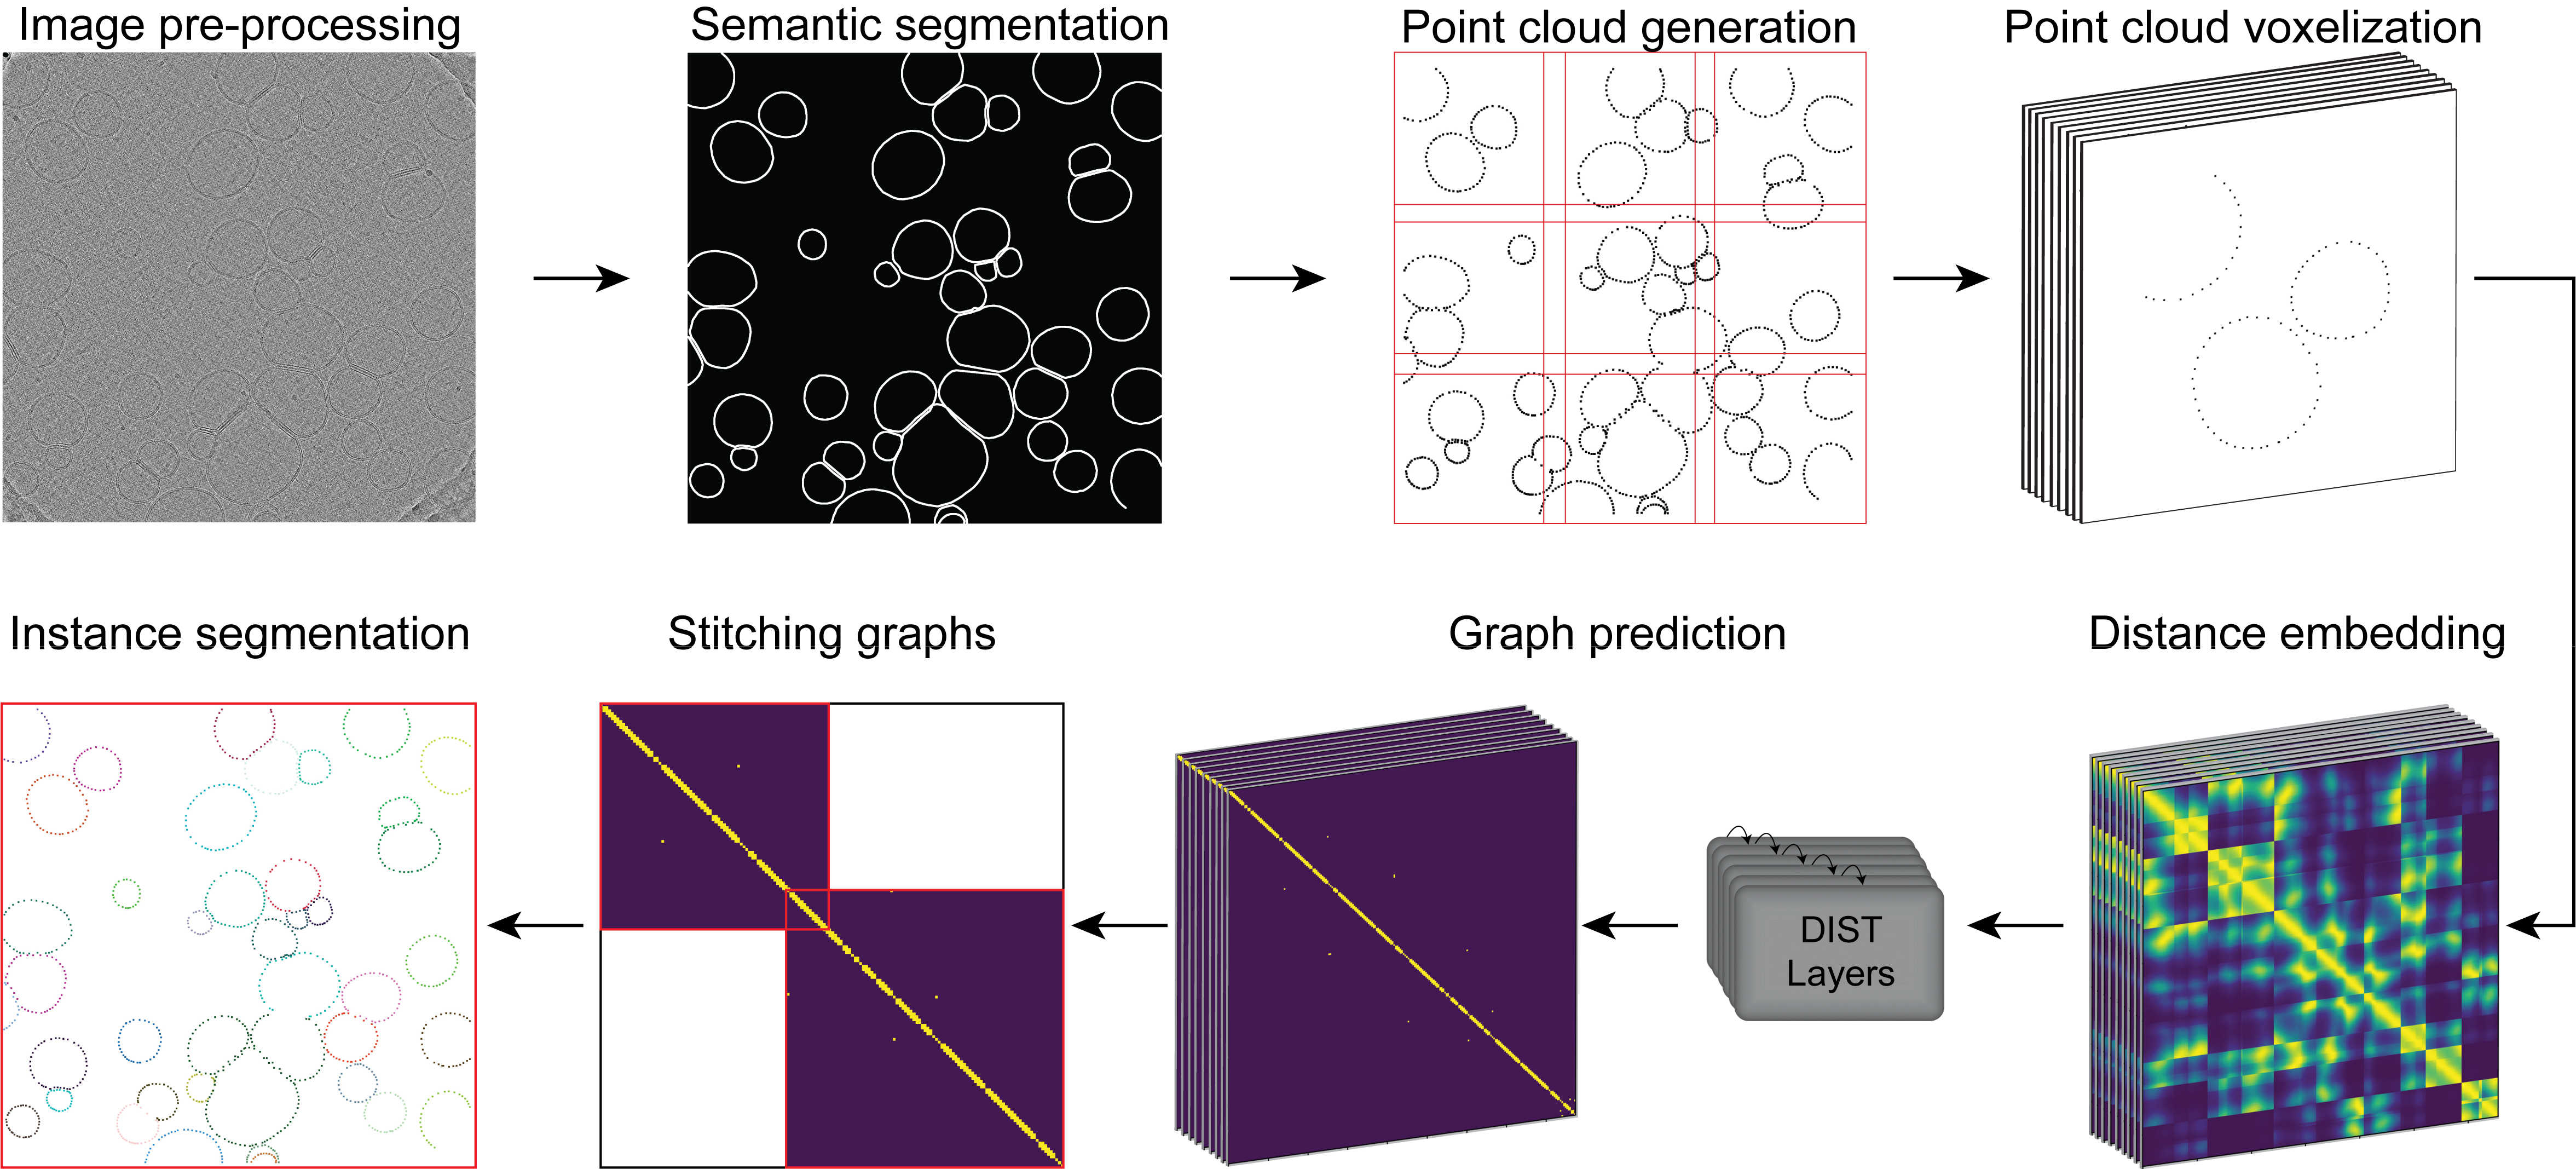 Image pre-processing
Semantic segmentation
Point cloud generation
Point cloud voxelization
Instance segmentation
Stitching graphs
Graph prediction
Distance embedding
DIST
Layers